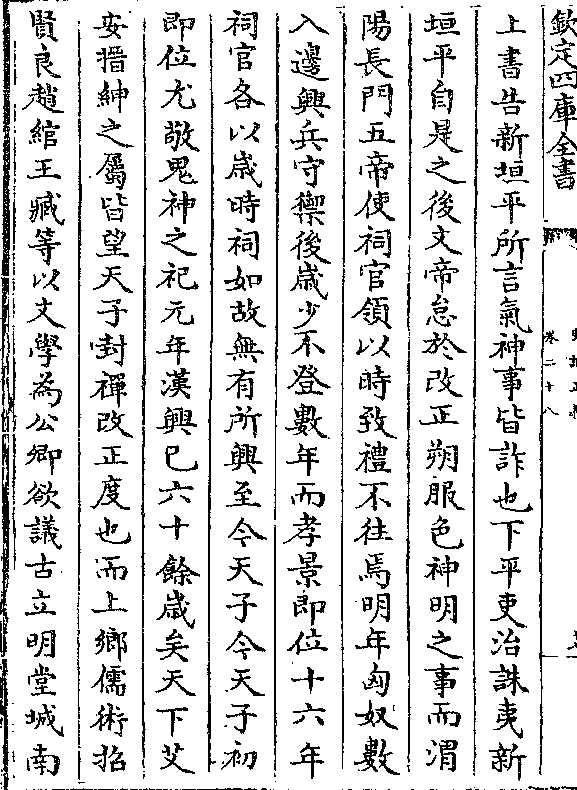 欽定四庫全書
卷二十八
上書告新垣平所言氣神事皆詐也下平吏治誅夷新
垣平自是之後文帝怠於改正朔服色神明之事而渭
陽長門五帝使祠官領以時致禮不往焉明年匈奴數
入邊興兵守禦後歲少不登數年而孝景即位十六年
祠官各以歲時祠如故無有所興至今天子今天子初
即位尤敬鬼神之祀元年漢興已六十餘歲矣天下艾
安搢紳之屬皆望天子封禪改正度也而上鄉儒術招
賢良趙綰王臧等以文學為公卿欲議古立明堂城南